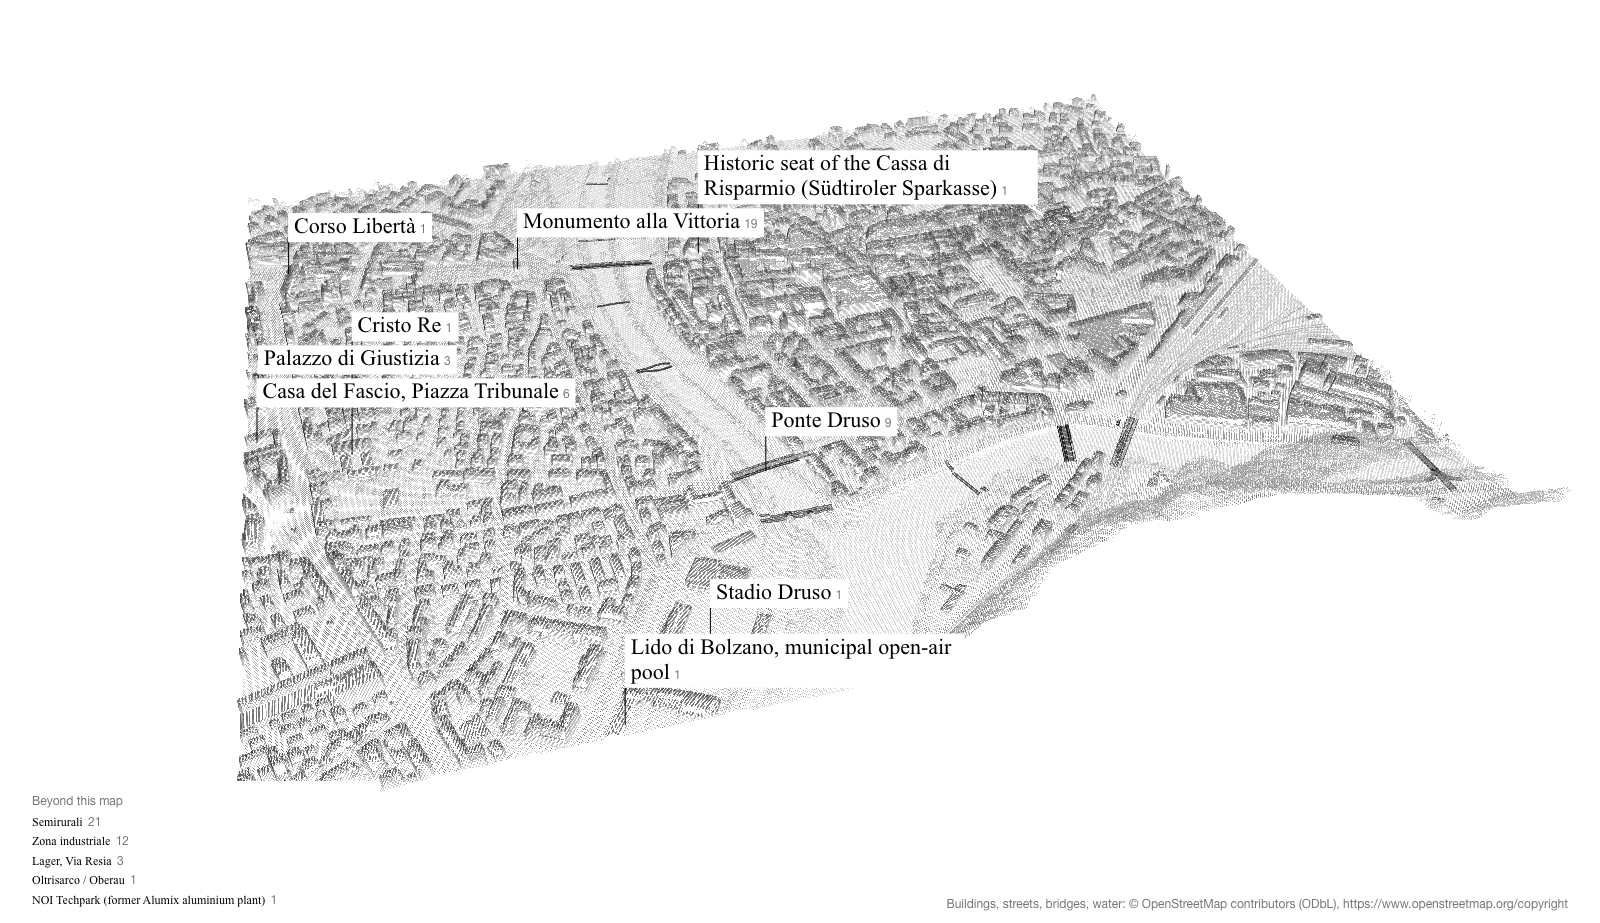 Historic seat of the Cassa di
Risparmio (Südtiroler Sparkasse) 1
Corso Libertà 1
Monumento alla Vittoria 19
Cristo Re 1
Palazzo di Giustizia 3
Casa del Fascio, Piazza Tribunale 6
Ponte Druso 9
Stadio Druso 1
Lido di Bolzano, municipal open-air
pool 1
Beyond this map
Semirurali 21
Zona industriale 12
Lager, Via Resia 3
Oltrisarco / Oberau 1
NOI Techpark (former Alumix aluminium plant) 1
Buildings, streets, bridges, water: © OpenStreetMap contributors (ODbL), https://www.openstreetmap.org/copyright